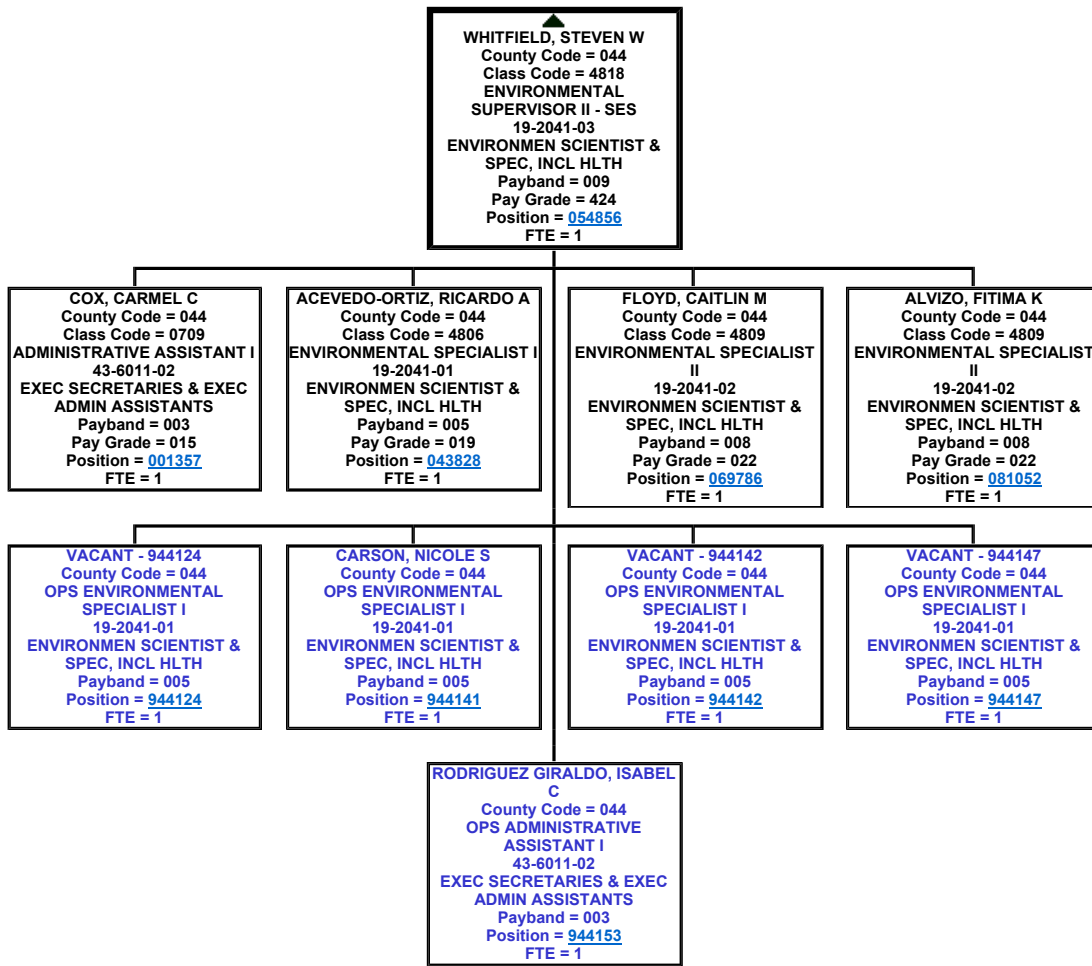 WHITFIELD, STEVEN W
County Code = 044
Class Code = 4818
ENVIRONMENTAL
SUPERVISOR II - SES
19-2041-03
ENVIRONMEN SCIENTIST &
SPEC, INCL HLTH
Payband = 009
Pay Grade = 424
Position = 054856
FTE = 1
COX, CARMEL C
County Code = 044
Class Code = 0709
ADMINISTRATIVE ASSISTANT I
43-6011-02
EXEC SECRETARIES & EXEC
ADMIN ASSISTANTS
Payband = 003
Pay Grade = 015
Position = 001357
FTE = 1
ACEVEDO-ORTIZ, RICARDO A
County Code = 044
Class Code = 4806
ENVIRONMENTAL SPECIALIST I
19-2041-01
ENVIRONMEN SCIENTIST &
SPEC, INCL HLTH
Payband = 005
Pay Grade = 019
Position = 043828
FTE = 1
FLOYD, CAITLIN M
County Code = 044
Class Code = 4809
ENVIRONMENTAL SPECIALIST
II
19-2041-02
ENVIRONMEN SCIENTIST &
SPEC, INCL HLTH
Payband = 008
Pay Grade = 022
Position = 069786
FTE = 1
ALVIZO, FITIMA K
County Code = 044
Class Code = 4809
ENVIRONMENTAL SPECIALIST
II
19-2041-02
ENVIRONMEN SCIENTIST &
SPEC, INCL HLTH
Payband = 008
Pay Grade = 022
Position = 081052
FTE = 1
VACANT - 944124
County Code = 044
OPS ENVIRONMENTAL
SPECIALIST I
19-2041-01
ENVIRONMEN SCIENTIST &
SPEC, INCL HLTH
Payband = 005
Position = 944124
FTE = 1
CARSON, NICOLE S
County Code = 044
OPS ENVIRONMENTAL
SPECIALIST I
19-2041-01
ENVIRONMEN SCIENTIST &
SPEC, INCL HLTH
Payband = 005
Position = 944141
FTE = 1
VACANT - 944142
County Code = 044
OPS ENVIRONMENTAL
SPECIALIST I
19-2041-01
ENVIRONMEN SCIENTIST &
SPEC, INCL HLTH
Payband = 005
Position = 944142
FTE = 1
VACANT - 944147
County Code = 044
OPS ENVIRONMENTAL
SPECIALIST I
19-2041-01
ENVIRONMEN SCIENTIST &
SPEC, INCL HLTH
Payband = 005
Position = 944147
FTE = 1
RODRIGUEZ GIRALDO, ISABEL
C
County Code = 044
OPS ADMINISTRATIVE
ASSISTANT I
43-6011-02
EXEC SECRETARIES & EXEC
ADMIN ASSISTANTS
Payband = 003
Position = 944153
FTE = 1